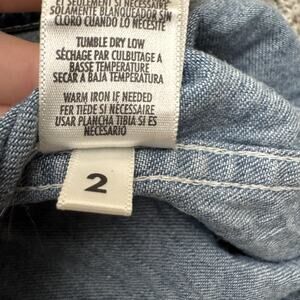 ET SEULEMENT SI NÉCESSAIRE
SOLAMENTE BLANQUEADOR SIN
CLORO CUANDO LO NECESITE
TUMBLE DRY LOW
SÉCHAGE PAR CULBUTAGE A
BASSE TEMPERATURE
SECAR A BAJA TEMPERATURA
WARM IRON IF NEEDED
FER TIÈDE SI NÉCESSAIRE
USAR PLANCHA TIBIA SI ES
NECESARIO
2